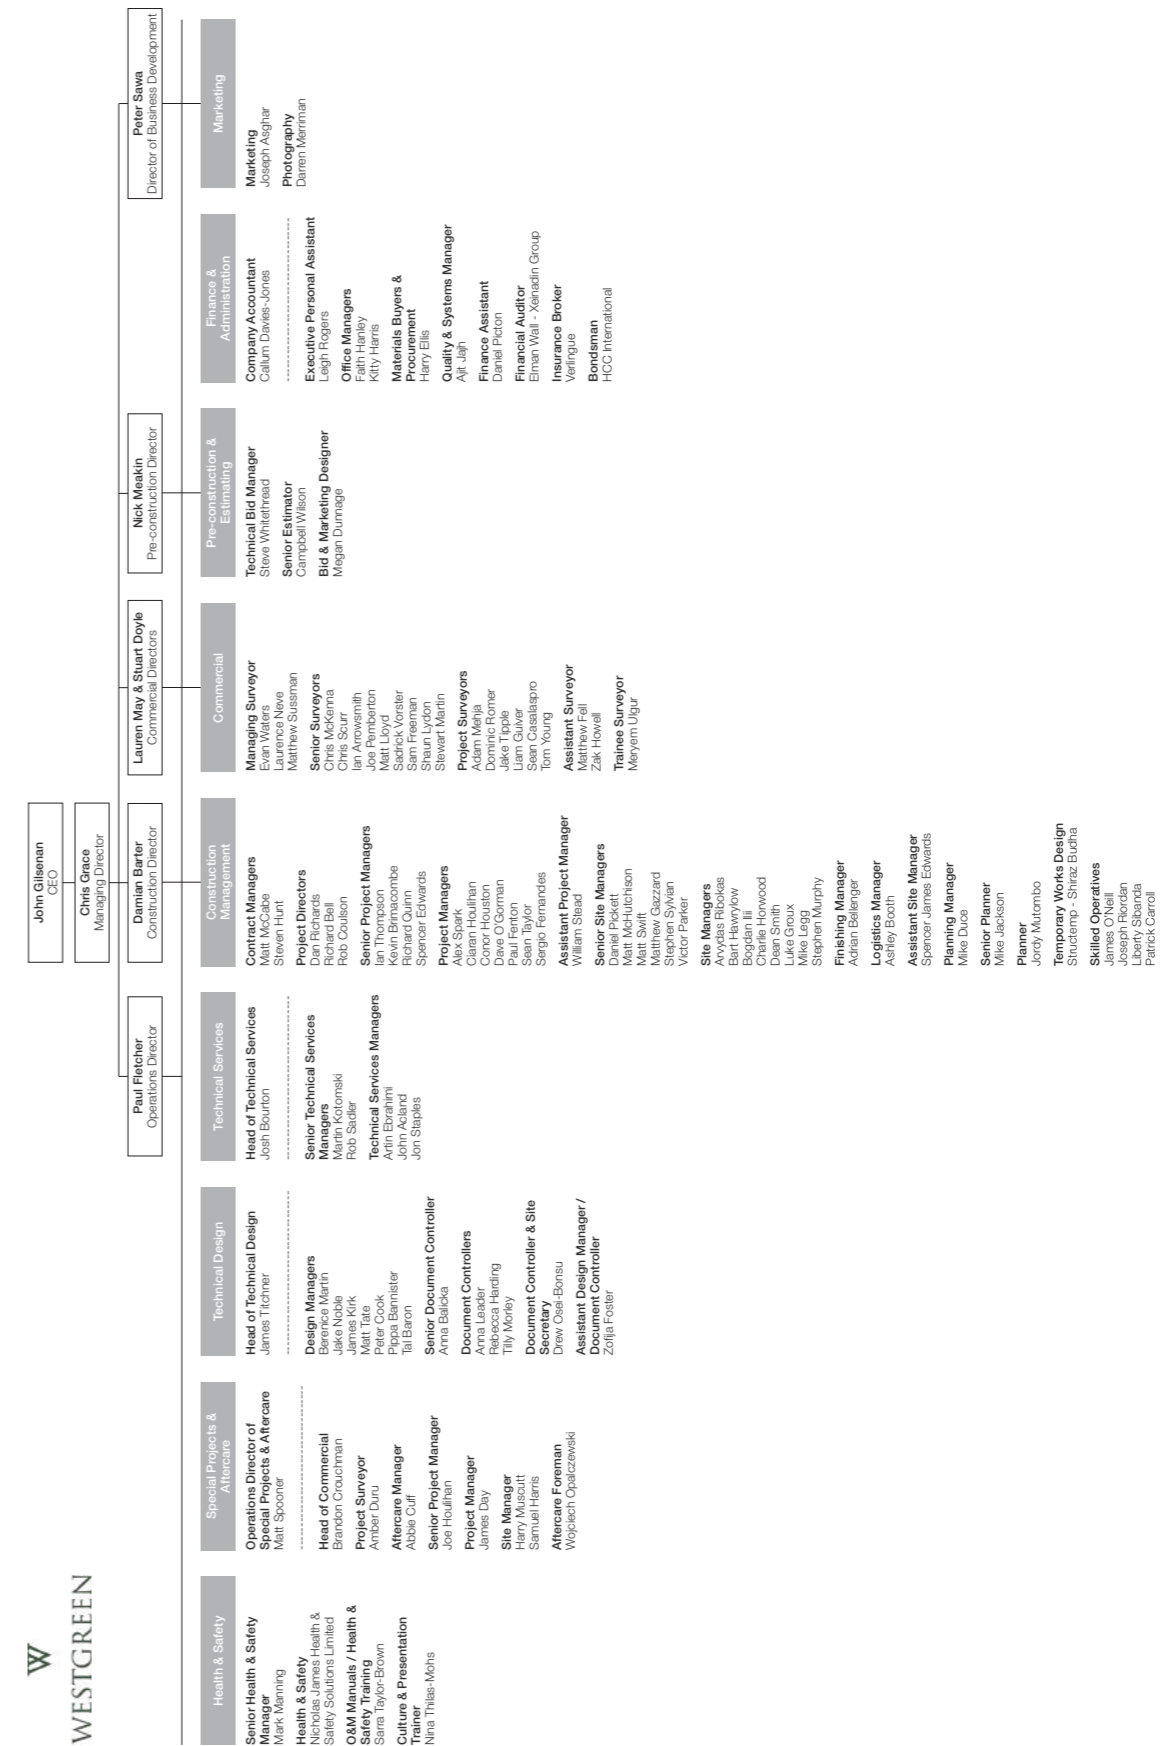 W
WESTGREEN
John Gilsenan
CEO
Chris Grace
Managing Director
Paul Fletcher
Operations Director
Damian Barter
Construction Director
Lauren May & Stuart Doyle
Commercial Directors
Nick Meakin
Pre-construction Director
Peter Sawa
Director of Business Development
Health & Safety
Senior Health & Safety
Manager
Mark Manning
Health & Safety
Nicholas James Health &
Safety Solutions Limited
O&M Manuals / Health &
Safety Training
Sarra Taylor-Brown
Culture & Presentation
Trainer
Nina Thilas-Mohs
Special Projects &
Aftercare
Operations Director of
Special Projects & Aftercare
Matt Spooner
Head of Commercial
Brandon Crouchman
Project Surveyor
Amber Duru
Aftercare Manager
Abbie Cuff
Senior Project Manager
Joe Houlihan
Project Manager
James Day
Site Manager
Harry Muscutt
Samuel Harris
Aftercare Foreman
Wojciech Opalczewski
Technical Design
Head of Technical Design
James Titchner
Design Managers
Berenice Martin
Jake Noble
James Kirk
Matt Tate
Peter Cook
Pippa Bannister
Tal Baron
Senior Document Controller
Anna Balicka
Document Controllers
Anna Leader
Rebecca Harding
Tilly Morley
Document Controller & Site
Secretary
Drew Osei-Bonsu
Assistant Design Manager /
Document Controller
Zofija Foster
Technical Services
Head of Technical Services
Josh Bourton
Senior Technical Services
Managers
Martin Kotomski
Rob Sadler
Technical Services Managers
Artin Ebrahimi
John Acland
Jon Staples
Construction
Management
Contract Managers
Matt McCabe
Steven Hunt
Project Directors
Dan Richards
Richard Bell
Rob Coulson
Senior Project Managers
Ian Thompson
Kevin Brimacombe
Richard Quinn
Spencer Edwards
Project Managers
Alex Spark
Ciaran Houlihan
Conor Houston
Dave O'Gorman
Paul Fenton
Sean Taylor
Sergio Fernandes
Assistant Project Manager
William Stead
Senior Site Managers
Daniel Pickett
Matt McHutchison
Matt Swift
Matthew Gazzard
Stephen Sylvian
Victor Parker
Site Managers
Arvydas Ribokas
Bart Hawrylow
Bogdan Ilii
Charlie Horwood
Dean Smith
Luke Groux
Mike Legg
Stephen Murphy
Finishing Manager
Adrian Bellenger
Logistics Manager
Ashley Booth
Assistant Site Manager
Spencer James Edwards
Planning Manager
Mike Duce
Senior Planner
Mike Jackson
Planner
Jordy Mutombo
Temporary Works Design
Structemp - Shiraz Budha
Skilled Operatives
James O'Neil
Joseph Riordan
Liberty Sibanda
Patrick Carroll
Commercial
Managing Surveyor
Evan Waters
Laurence Neve
Matthew Sussman
Senior Surveyors
Chris McKenna
Chris Scurr
Ian Arrowsmith
Joe Pemberton
Matt Lloyd
Sadrick Vorster
Sam Freeman
Shaun Lydon
Stewart Martin
Project Surveyors
Adam Mehja
Dominic Romer
Jake Tipple
Liam Guiver
Sean Casalaspro
Tom Young
Assistant Surveyor
Matthew Fell
Zak Howell
Trainee Surveyor
Meryem Ulgur
Pre-construction &
Estimating
Technical Bid Manager
Steve Whitethread
Senior Estimator
Campbell Wilson
Bid & Marketing Designer
Megan Dunnage
Finance &
Administration
Company Accountant
Callum Davies-Jones
Executive Personal Assistant
Leigh Rogers
Office Managers
Faith Hanley
Kitty Harris
Materials Buyers &
Procurement
Harry Ellis
Quality & Systems Manager
Ajit Jajh
Finance Assistant
Daniel Picton
Financial Auditor
Elman Wall - Xeinadin Group
Insurance Broker
Verlingue
Bondsman
HCC International
Marketing
Marketing
Joseph Asghar
Photography
Darren Merriman